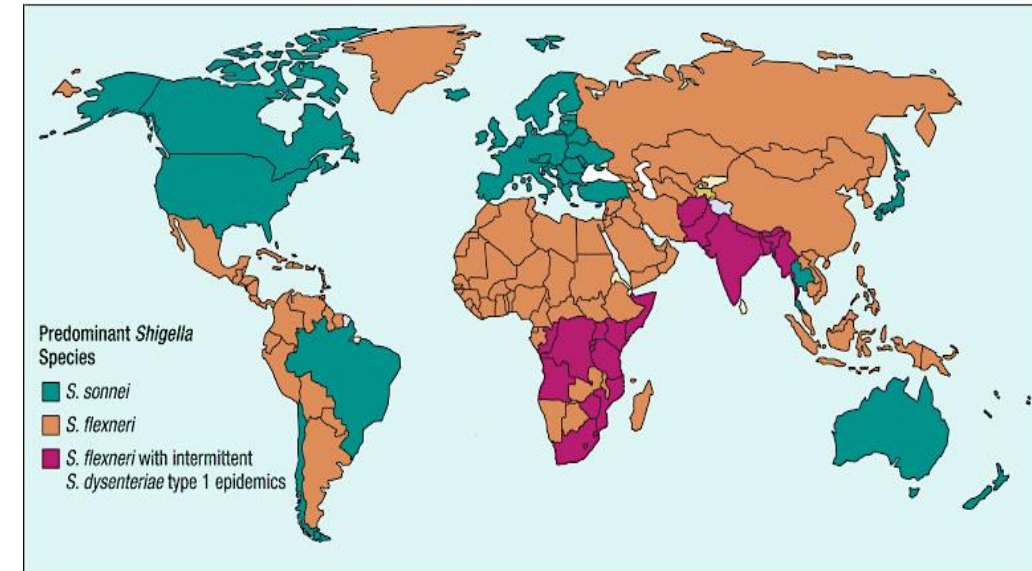 Predominant Shigella
Species
S. sonnei
S. flexneri
S. flexneri with intermittent
S. dysenteriae type 1 epidemics